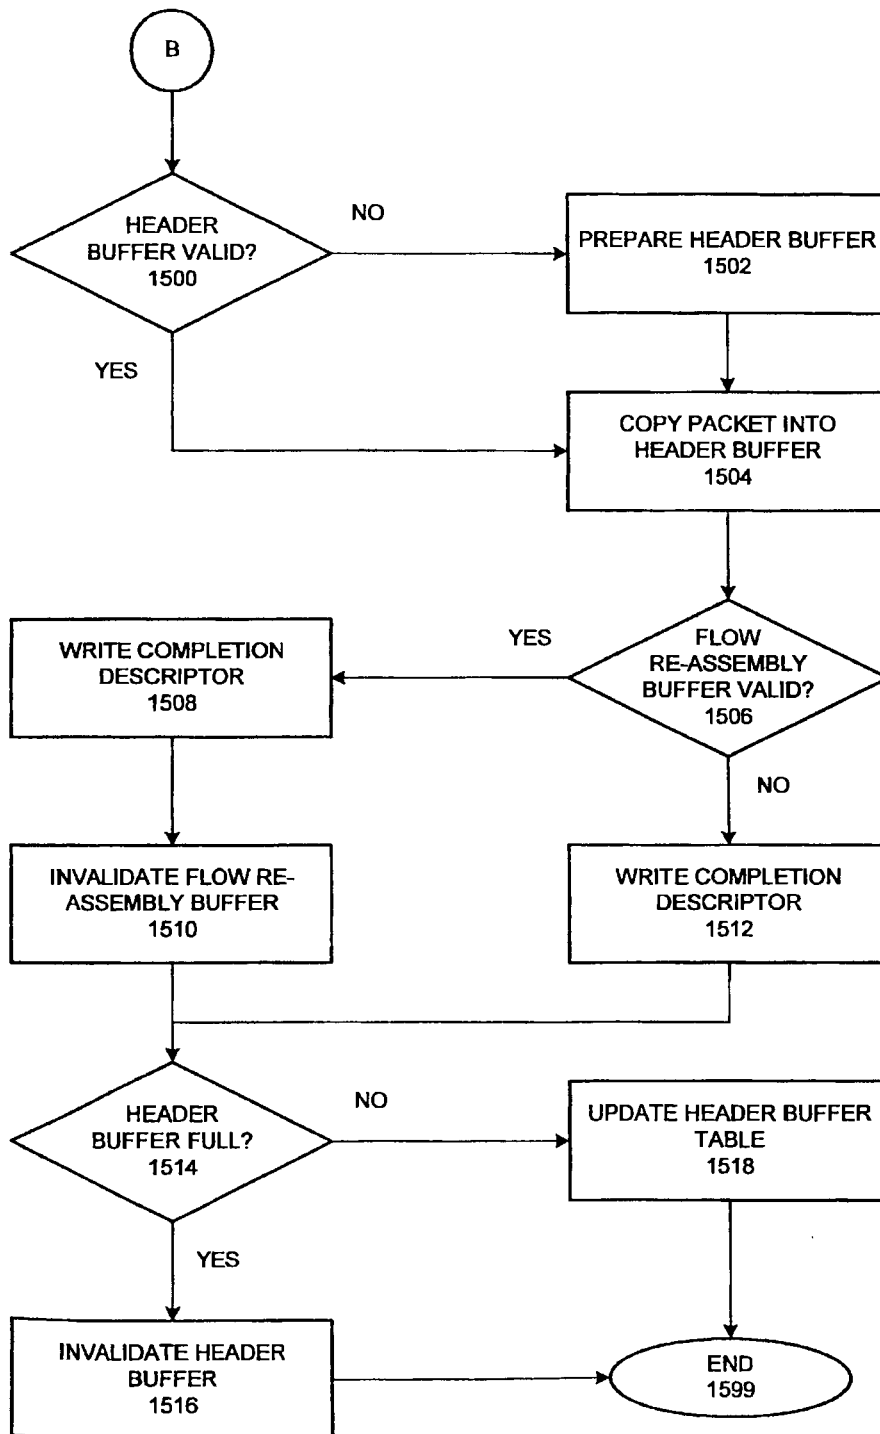 B
HEADER
BUFFER VALID?
1500
NO
PREPARE HEADER BUFFER
1502
YES
COPY PACKET INTO
HEADER BUFFER
1504
WRITE COMPLETION
DESCRIPTOR
1508
YES
FLOW
RE-ASSEMBLY
BUFFER VALID?
1506
NO
INVALIDATE FLOW RE-
ASSEMBLY BUFFER
1510
WRITE COMPLETION
DESCRIPTOR
1512
HEADER
BUFFER FULL?
1514
NO
UPDATE HEADER BUFFER
TABLE
1518
YES
INVALIDATE HEADER
BUFFER
1516
END
1599